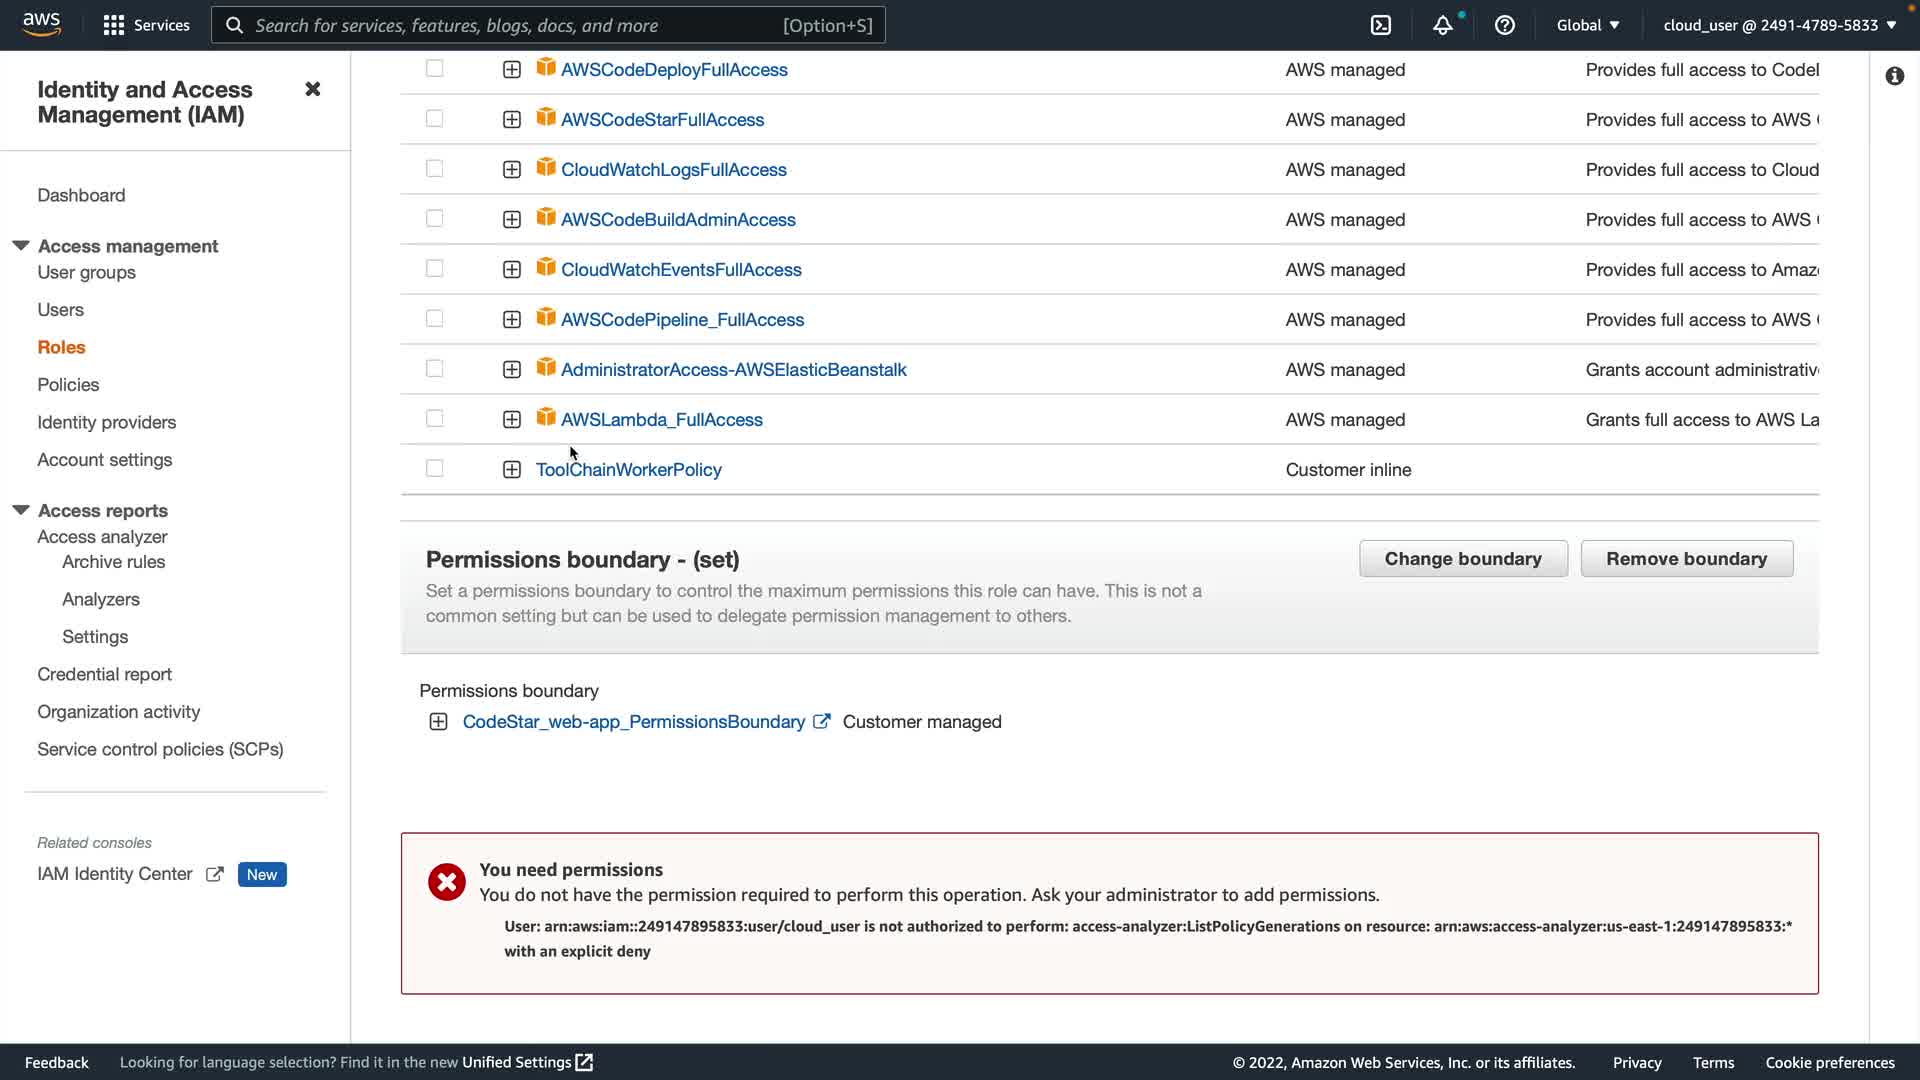 aws
Services
Search for services, features, blogs, docs, and more [Option+S]
Global
cloud_user @ 2491-4789-5833
Identity and Access
Management (IAM)
Dashboard
Access management
User groups
Users
Roles
Policies
Identity providers
Account settings
Access reports
Access analyzer
Archive rules
Analyzers
Settings
Credential report
Organization activity
Service control policies (SCPs)
Related consoles
IAM Identity Center New
AWSCodeDeployFullAccess AWS managed Provides full access to Codel
AWSCodeStarFullAccess AWS managed Provides full access to AWS
CloudWatchLogsFullAccess AWS managed Provides full access to Cloud
AWSCodeBuildAdminAccess AWS managed Provides full access to AWS
CloudWatchEventsFullAccess AWS managed Provides full access to Amaz
AWSCodePipeline_FullAccess AWS managed Provides full access to AWS
AdministratorAccess-AWSElasticBeanstalk AWS managed Grants account administrativ
AWSLambda_FullAccess AWS managed Grants full access to AWS La
ToolChainWorkerPolicy Customer inline
Permissions boundary - (set)
Change boundary
Remove boundary
Set a permissions boundary to control the maximum permissions this role can have. This is not a
common setting but can be used to delegate permission management to others.
Permissions boundary
CodeStar_web-app_PermissionsBoundary Customer managed
You need permissions
You do not have the permission required to perform this operation. Ask your administrator to add permissions.
User: arn:aws:iam::249147895833:user/cloud_user is not authorized to perform: access-analyzer:ListPolicyGenerations on resource: arn:aws:access-analyzer:us-east-1:249147895833:*
with an explicit deny
Feedback
Looking for language selection? Find it in the new Unified Settings
© 2022, Amazon Web Services, Inc. or its affiliates.
Privacy
Terms
Cookie preferences